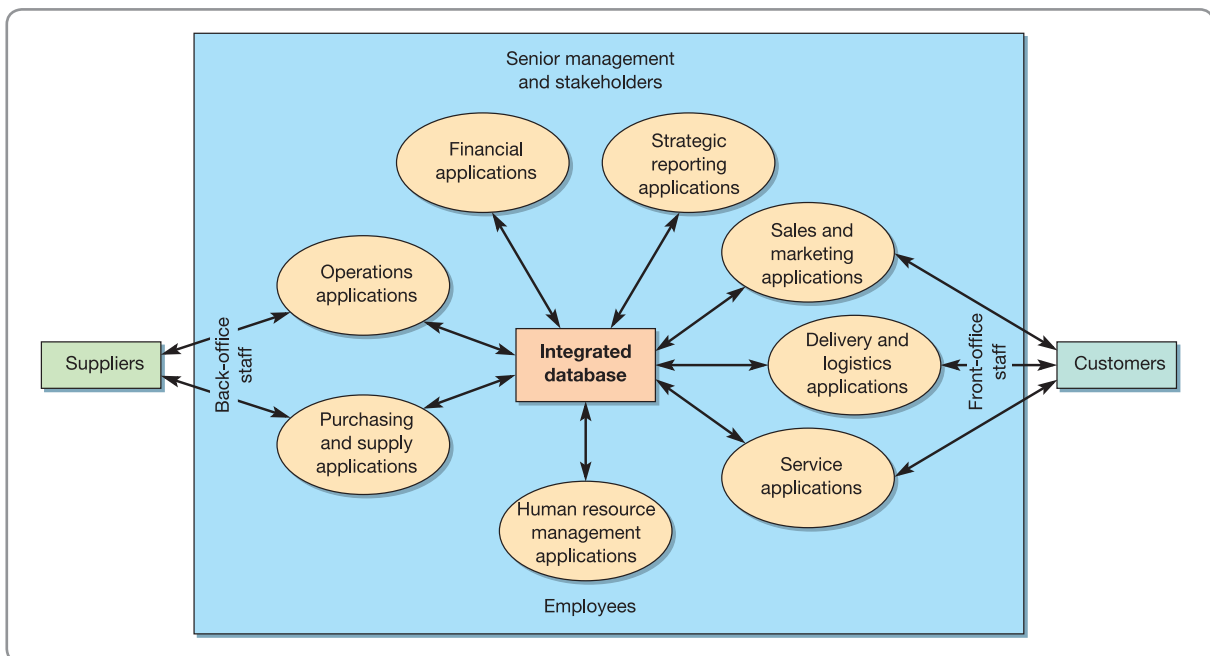 Senior management
and stakeholders
Financial
applications
Strategic
reporting
applications
Sales and
marketing
applications
Operations
applications
Suppliers
Back-office
staff
Integrated
database
Delivery and
logistics
applications
Front-office
staff
Customers
Purchasing
and supply
applications
Service
applications
Human resource
management
applications
Employees